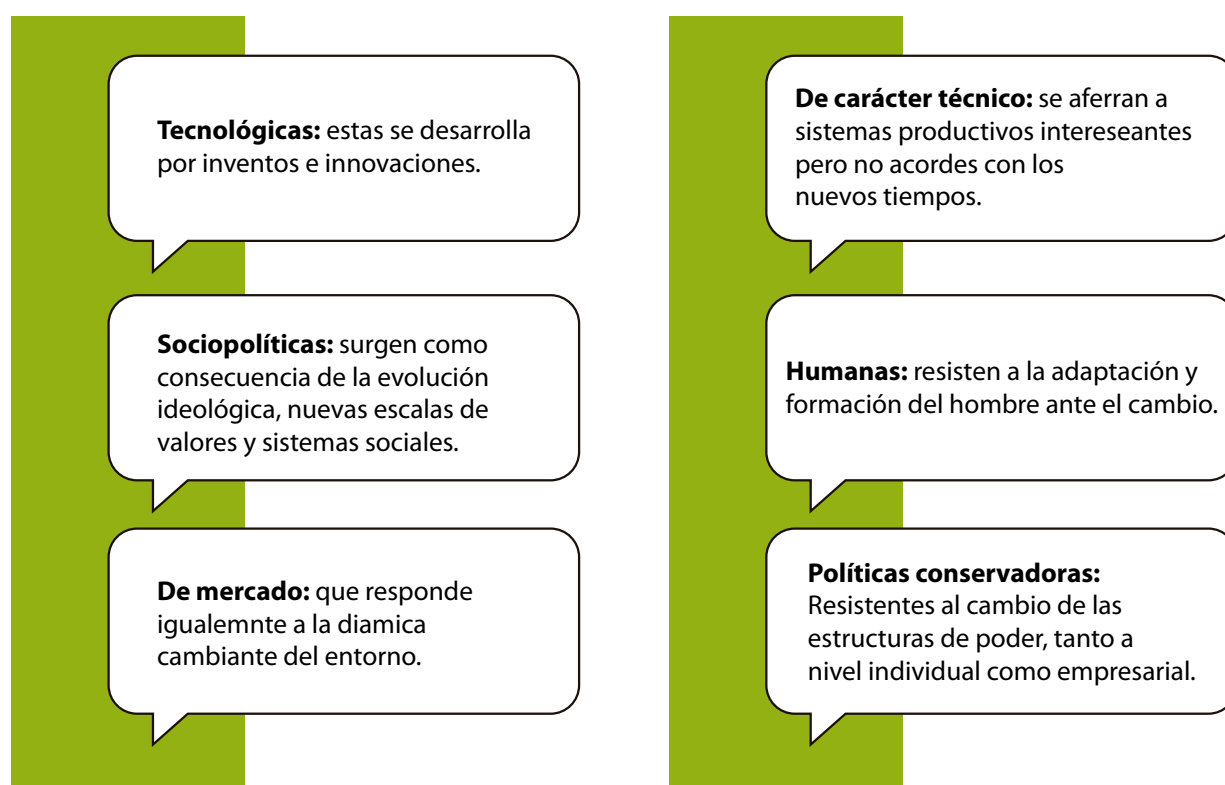 Tecnológicas: estas se desarrolla
por inventos e innovaciones.
Sociopolíticas: surgen como
consecuencia de la evolución
ideológica, nuevas escalas de
valores y sistemas sociales.
De mercado: que responde
igualemnte a la diamica
cambiante del entorno.
De carácter técnico: se aferran a
sistemas productivos intereseantes
pero no acordes con los
nuevos tiempos.
Humanas: resisten a la adaptación y
formación del hombre ante el cambio.
Políticas conservadoras:
Resistentes al cambio de las
estructuras de poder, tanto a
nivel individual como empresarial.